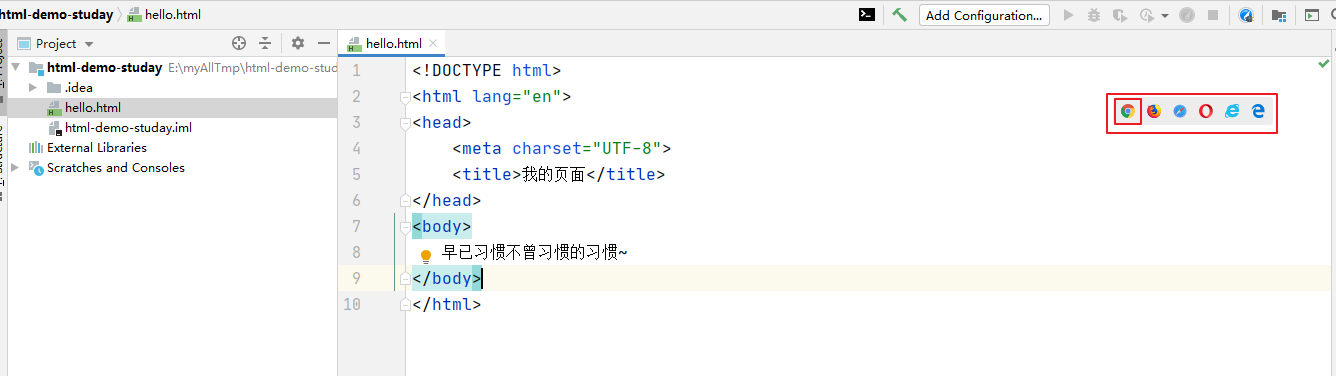 html-demo-studay hello.html Add Configuration...
Project hello.html
html-demo-studay E:\myAllTmp\html-demo-stud
.idea
hello.html
html-demo-studay.iml
External Libraries
Scratches and Consoles
1 <!DOCTYPE html>
2 <html lang="en">
3 <head>
4 <meta charset="UTF-8">
5 <title>我的页面</title>
6 </head>
7 <body>
8 早已习惯不曾习惯的习惯~
9 </body>
10 </html>